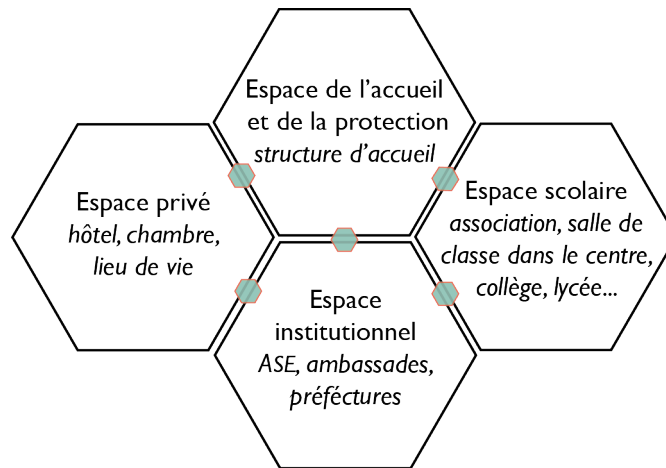 Espace de l'accueil
et de la protection
structure d'accueil
Espace privé
hôtel, chambre,
lieu de vie
Espace scolaire
association, salle de
classe dans le centre,
collège, lycée...
Espace
institutionnel
ASE, ambassades,
préféctures